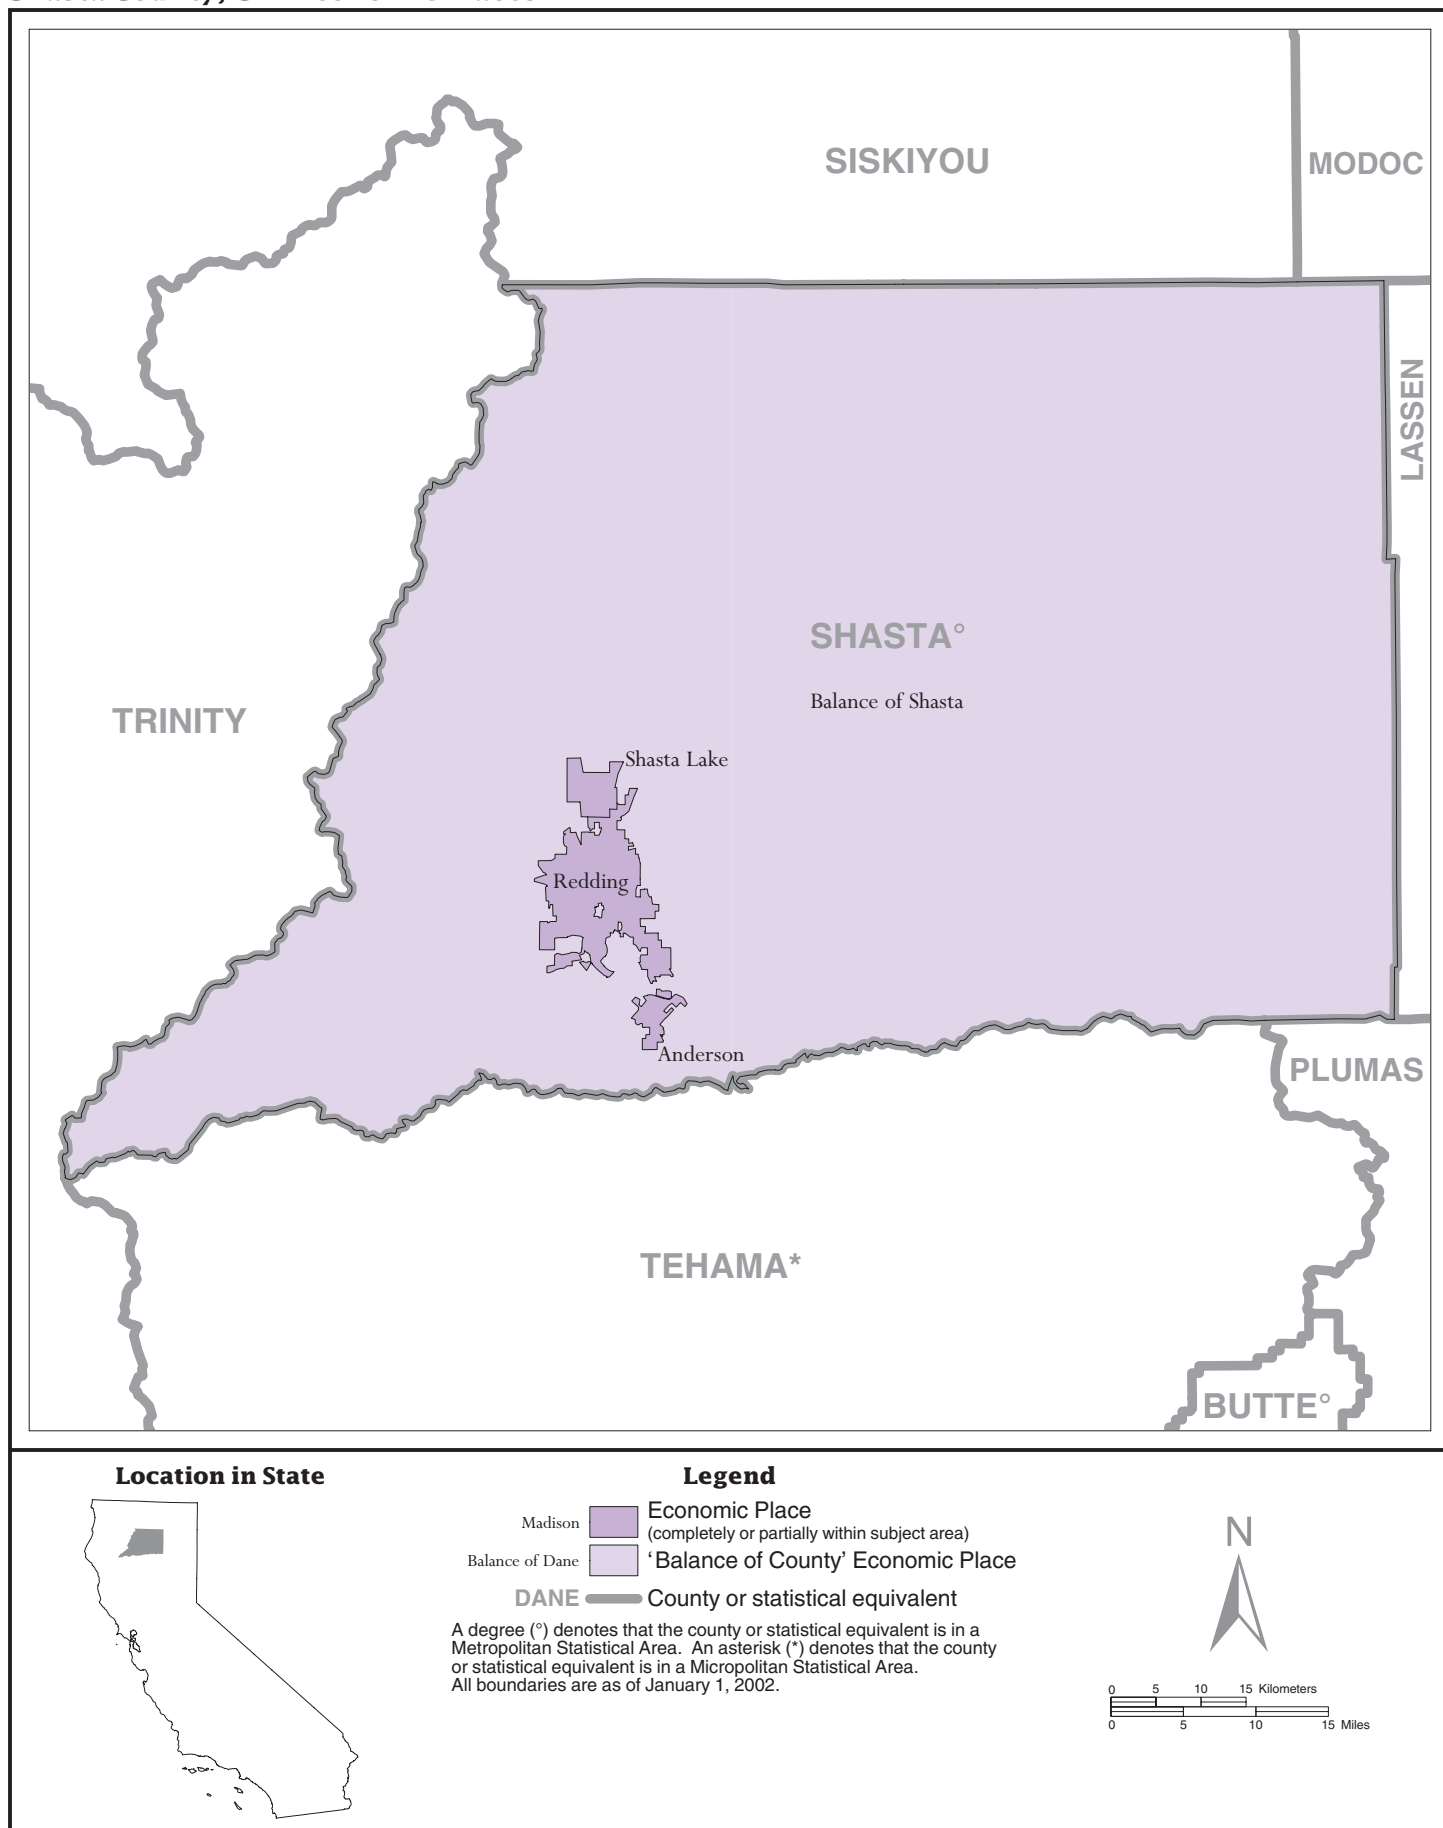 SISKIYOU
MODOC
LASSEN
SHASTA°
Balance of Shasta
TRINITY
Shasta Lake
Redding
Anderson
PLUMAS
TEHAMA*
BUTTE°
Location in State
Legend
Madison
Economic Place
(completely or partially within subject area)
Balance of Dane
‘Balance of County’ Economic Place
DANE
County or statistical equivalent
A degree (°) denotes that the county or statistical equivalent is in a
Metropolitan Statistical Area. An asterisk (*) denotes that the county
or statistical equivalent is in a Micropolitan Statistical Area.
All boundaries are as of January 1, 2002.
N
0 5 10 15 Kilometers
0 5 10 15 Miles